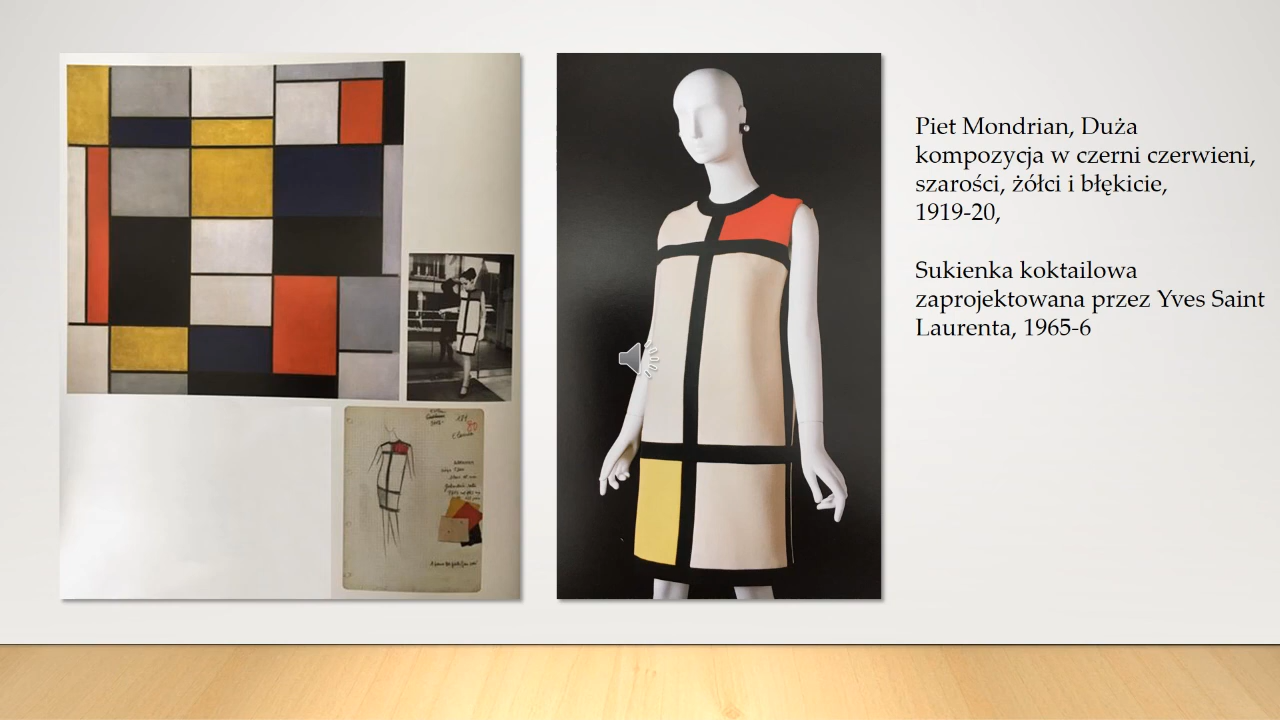 Piet Mondrian, Duża
kompozycja w czerni czerwieni,
szarości, żółci i błękicie,
1919-20,
Sukienka koktailowa
zaprojektowana przez Yves Saint
Laurenta, 1965-6